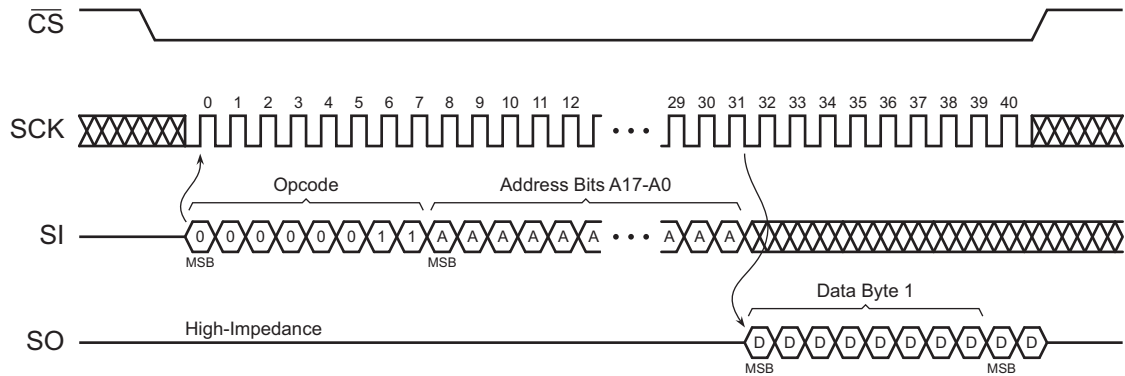 CS
0 1 2 3 4 5 6 7 8 9 10 11 12 29 30 31 32 33 34 35 36 37 38 39 40
SCK
Opcode Address Bits A17-A0
SI 0 0 0 0 0 0 1 1 A A A A A A A A A
MSB MSB
Data Byte 1
High-Impedance
SO D D D D D D D D D D
MSB MSB